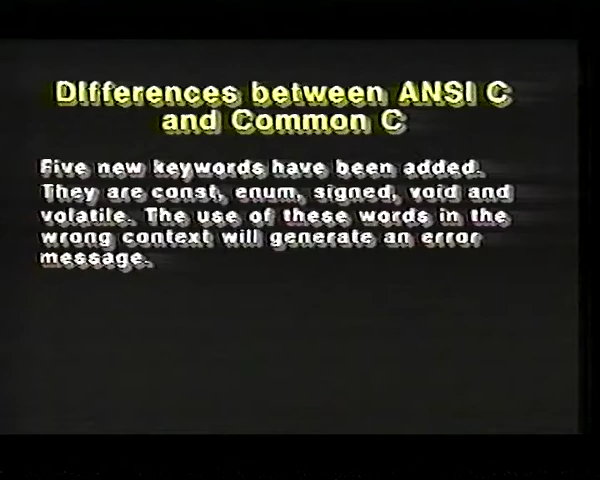 Differences between ANSI C
and Common C
Five new keywords have been added.
They are const, enum, signed, void and
volatile. The use of these words in the
wrong context will generate an error
message.